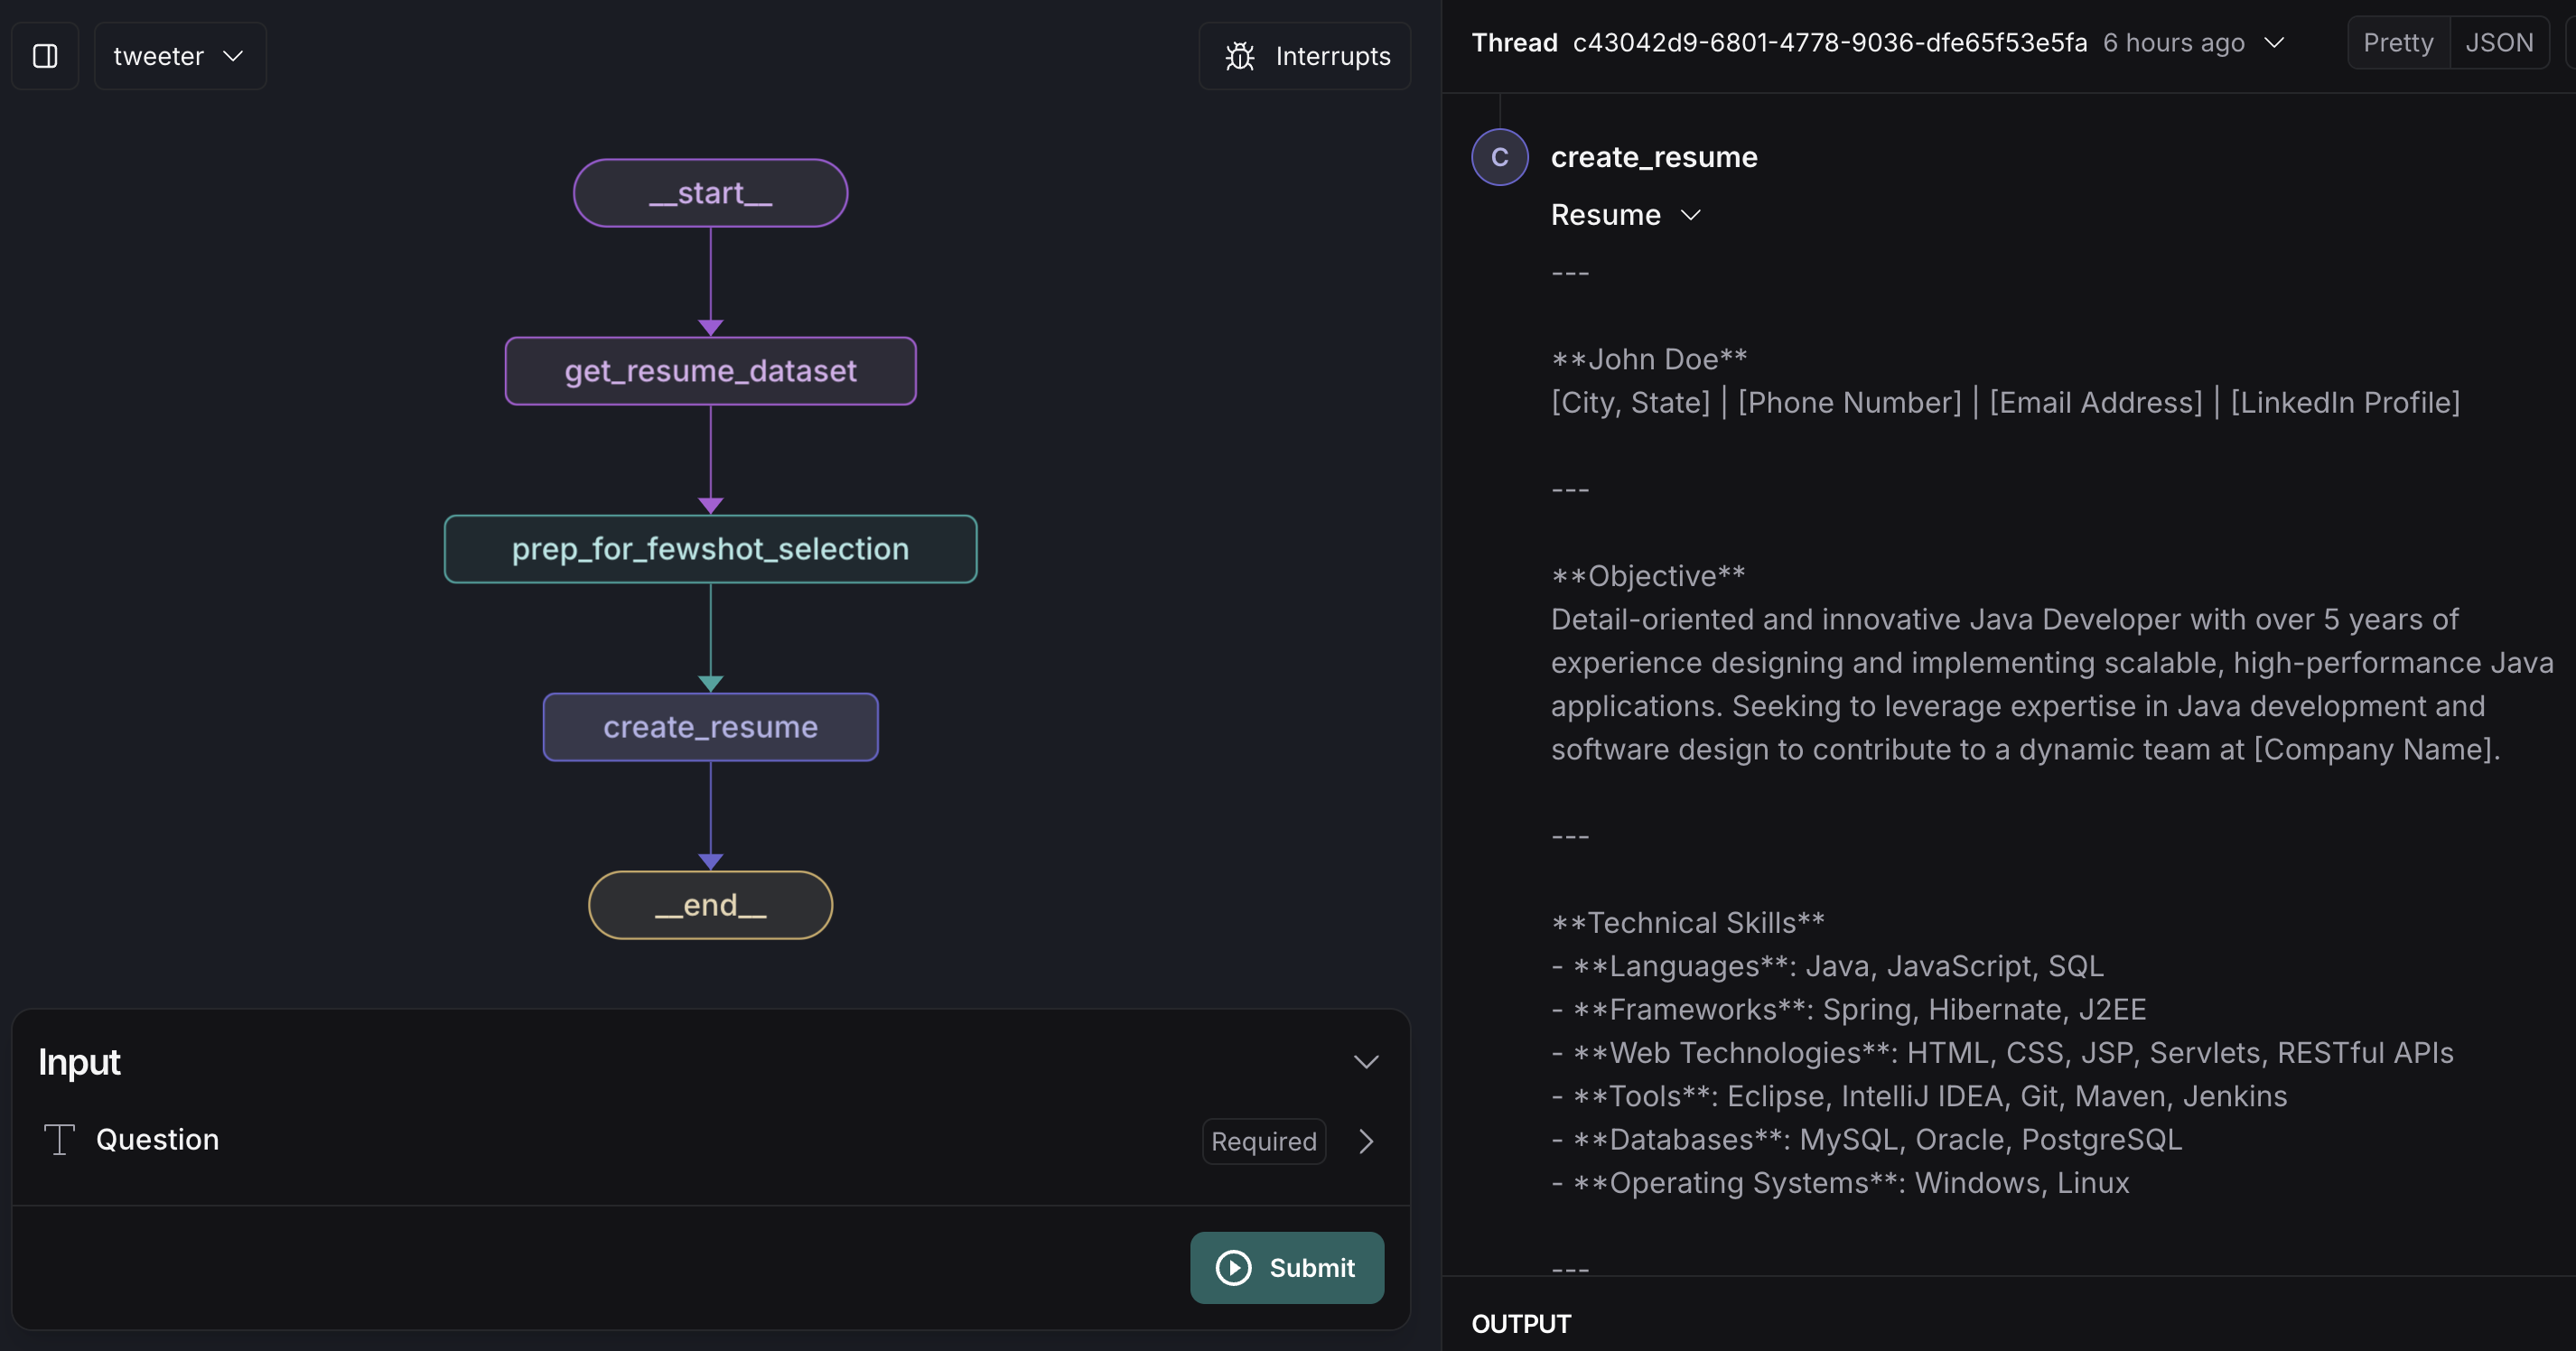 tweeter
Interrupts
__start__
get_resume_dataset
prep_for_fewshot_selection
create_resume
__end__
Input
Question
Required
Submit
Thread c43042d9-6801-4778-9036-dfe65f53e5fa 6 hours ago
Pretty JSON
C create_resume
Resume
---
**John Doe**
[City, State] | [Phone Number] | [Email Address] | [LinkedIn Profile]
---
**Objective**
Detail-oriented and innovative Java Developer with over 5 years of
experience designing and implementing scalable, high-performance Java
applications. Seeking to leverage expertise in Java development and
software design to contribute to a dynamic team at [Company Name].
---
**Technical Skills**
- **Languages**: Java, JavaScript, SQL
- **Frameworks**: Spring, Hibernate, J2EE
- **Web Technologies**: HTML, CSS, JSP, Servlets, RESTful APIs
- **Tools**: Eclipse, IntelliJ IDEA, Git, Maven, Jenkins
- **Databases**: MySQL, Oracle, PostgreSQL
- **Operating Systems**: Windows, Linux
---
OUTPUT